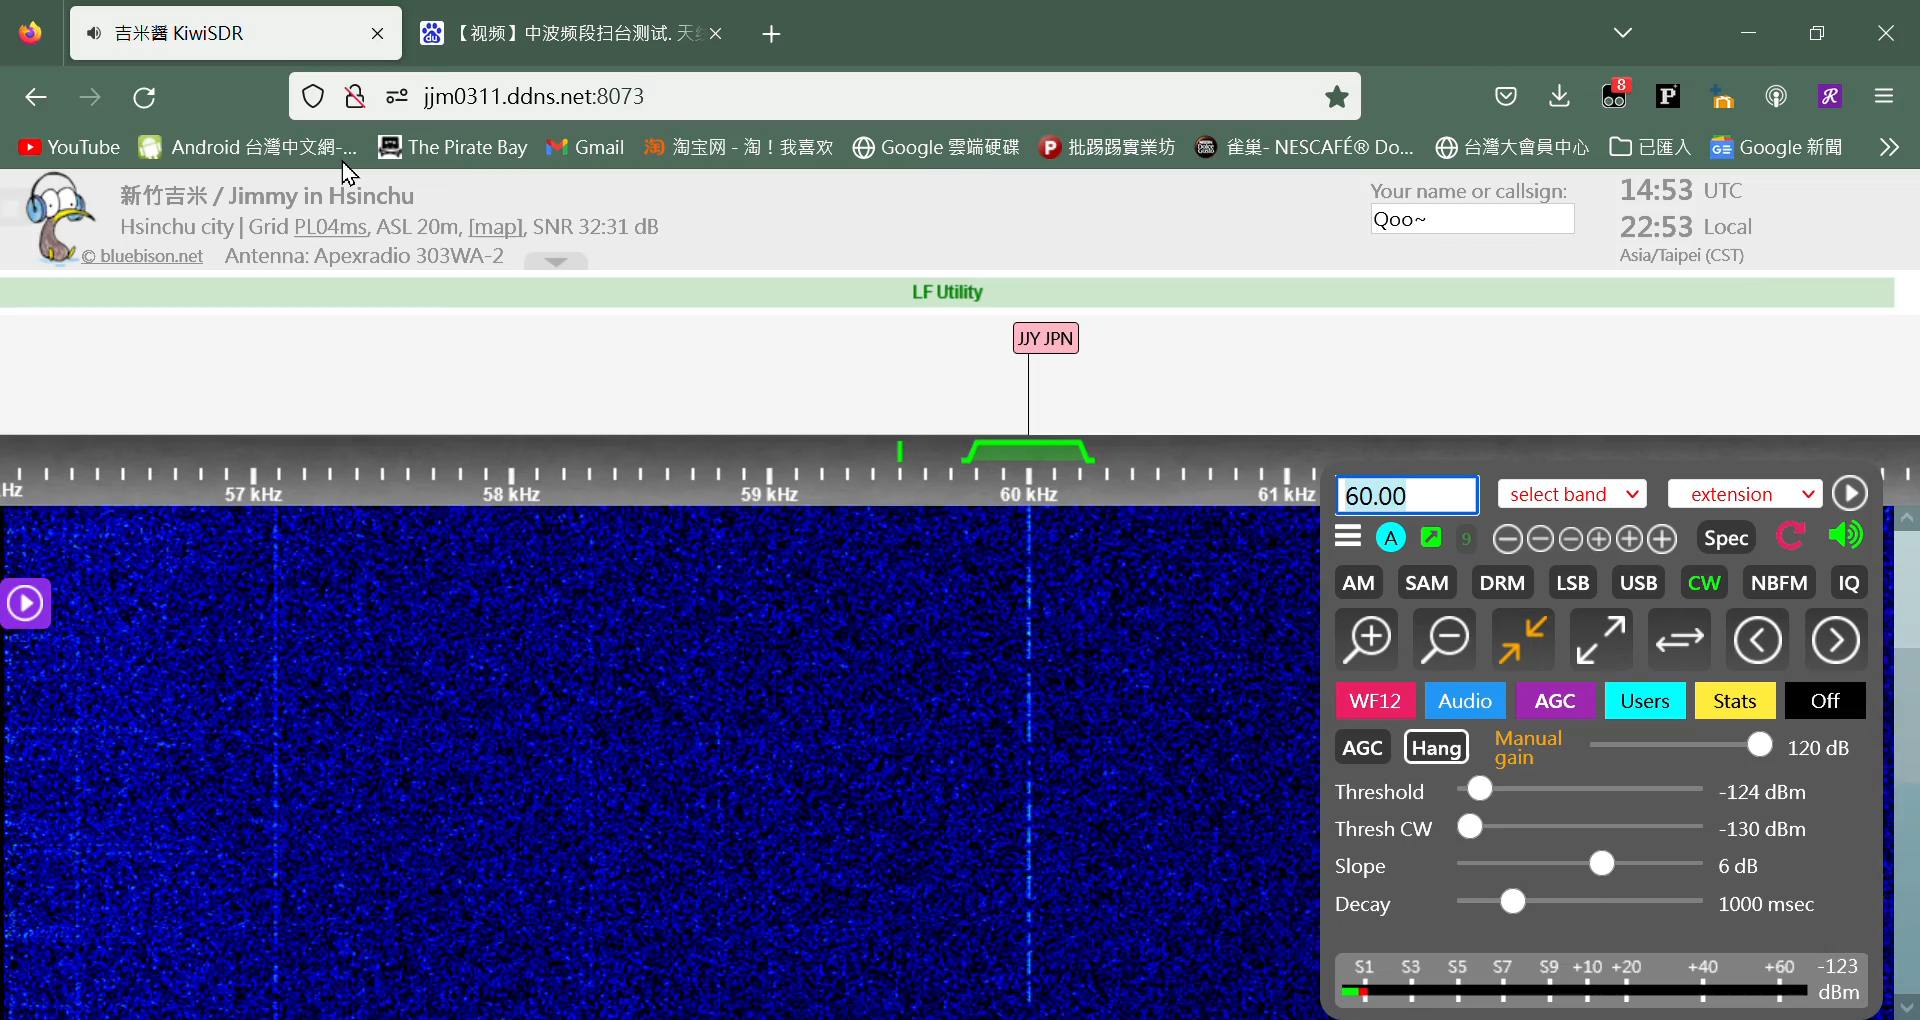 吉米醬 KiwiSDR
【视频】中波频段扫台测试. 天
jjm0311.ddns.net:8073
8
YouTube
Android 台灣中文網-...
The Pirate Bay
Gmail
淘宝网 - 淘！我喜欢
Google 雲端硬碟
批踢踢實業坊
雀巢- NESCAFÉ® Do...
台灣大會員中心
已匯入
Google 新聞
新竹吉米 / Jimmy in Hsinchu
Hsinchu city | Grid PL04ms, ASL 20m, [map], SNR 32:31 dB
© bluebison.net Antenna: Apexradio 303WA-2
Your name or callsign:
Qoo~
14:53 UTC
22:53 Local
Asia/Taipei (CST)
LF Utility
JJY JPN
Hz 57 kHz 58 kHz 59 kHz 60 kHz 61 kHz
60.00 select band extension
A 9 Spec
AM SAM DRM LSB USB CW NBFM IQ
WF12 Audio AGC Users Stats Off
AGC Hang Manual gain 120 dB
Threshold -124 dBm
Thresh CW -130 dBm
Slope 6 dB
Decay 1000 msec
S1 S3 S5 S7 S9 +10 +20 +40 +60 -123
dBm